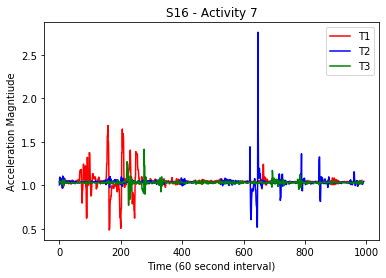 S16 - Activity 7
Acceleration Magntiude
2.5
2.0
1.5
1.0
0.5
T1
T2
T3
0 200 400 600 800 1000
Time (60 second interval)